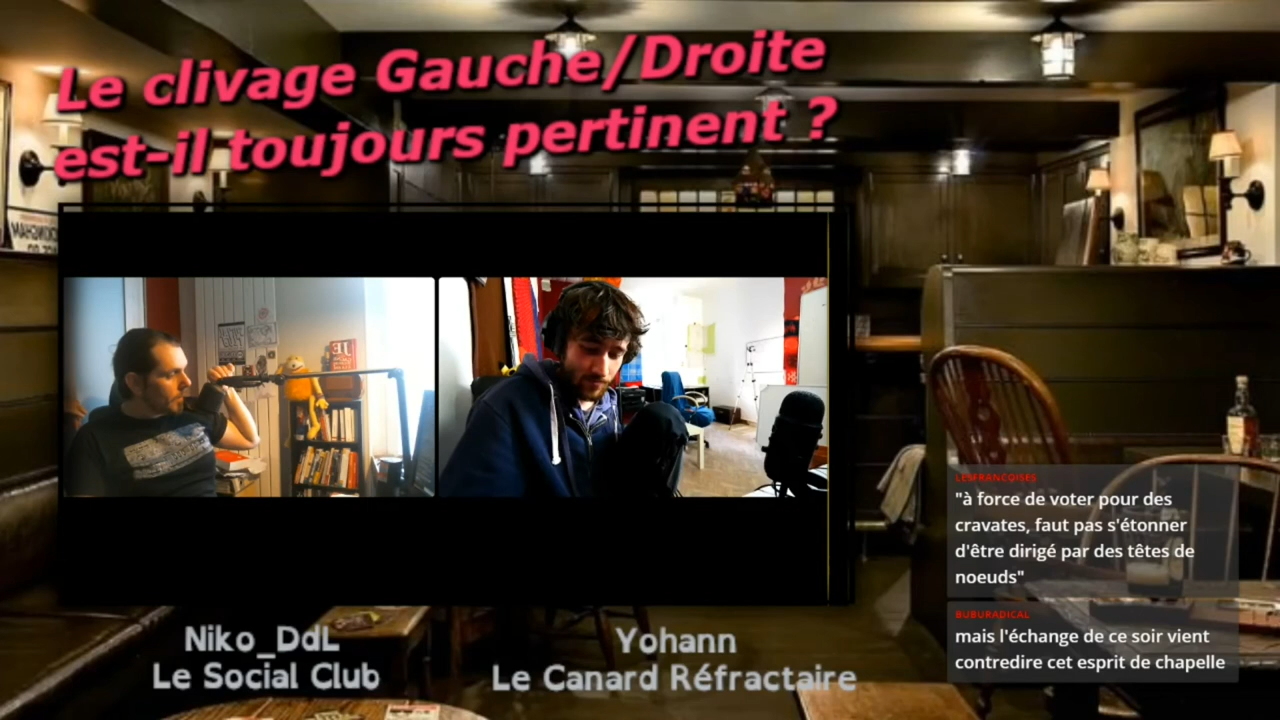 Le clivage Gauche/Droite
est-il toujours pertinent ?
LESFRANCOISES
"à force de voter pour des
cravates, faut pas s'étonner
d'être dirigé par des têtes de
noeuds"
BUBURADICAL
mais l'échange de ce soir vient
contredire cet esprit de chapelle
Niko_DdL
Le Social Club
Yohann
Le Canard Réfractaire